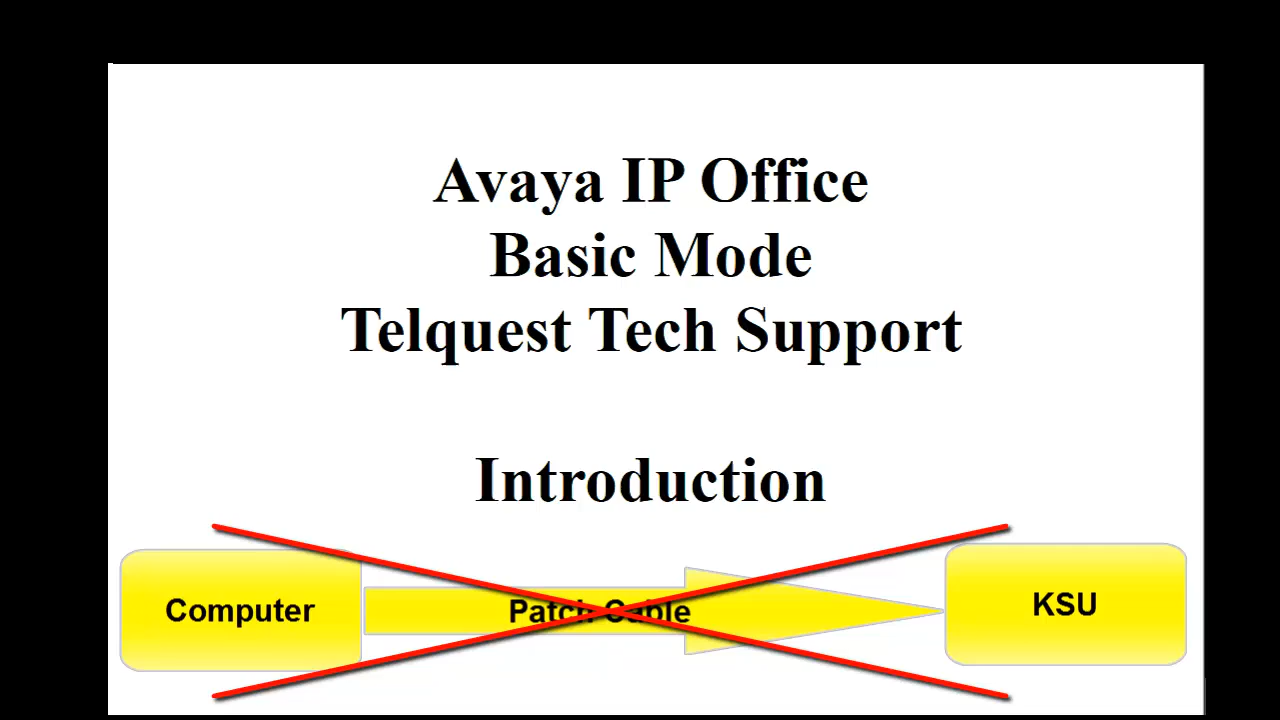 Avaya IP Office
Basic Mode
Telquest Tech Support
Introduction
Computer
Patch Cable
KSU